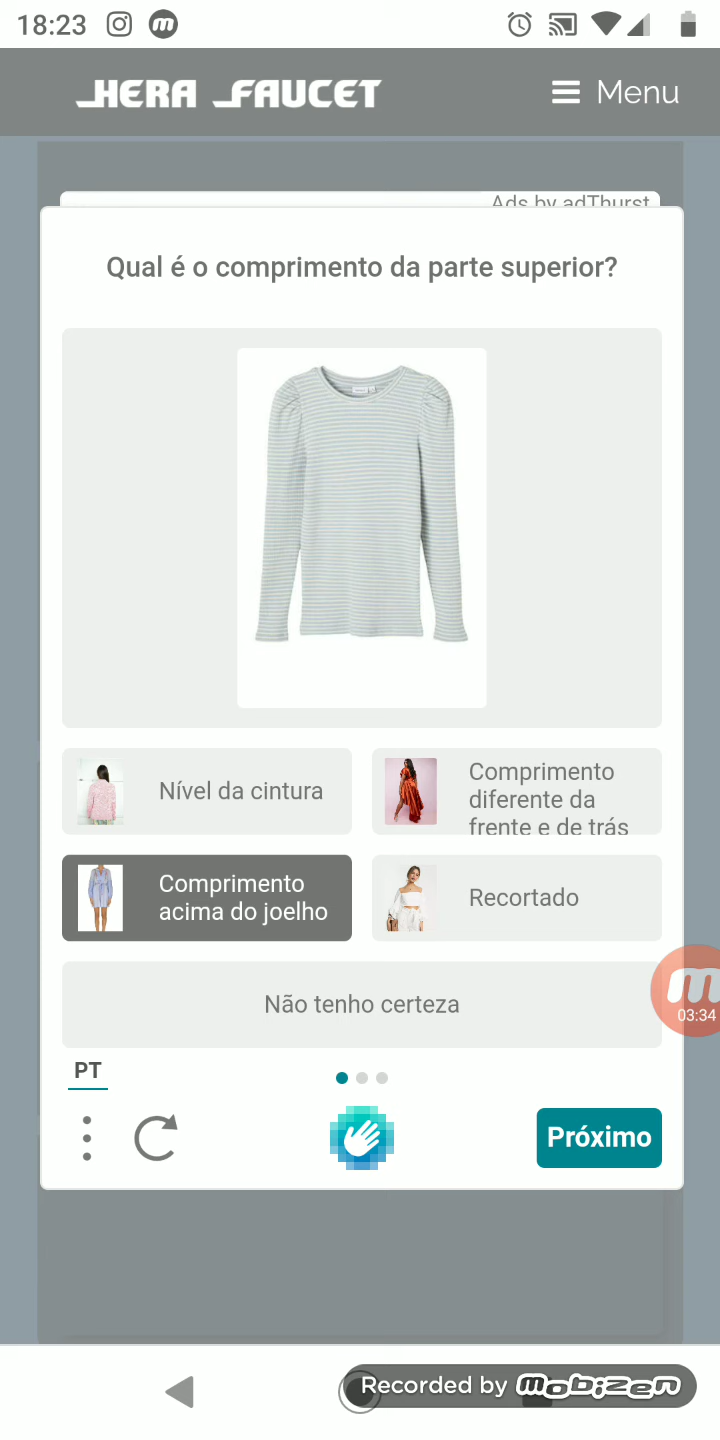 18:23
HERA FAUCET
Menu
Ads by adThurst
Qual é o comprimento da parte superior?
Nível da cintura
Comprimento
diferente da
frente e de trás
Comprimento
acima do joelho
Recortado
Não tenho certeza
03:34
PT
Próximo
Recorded by mobizen